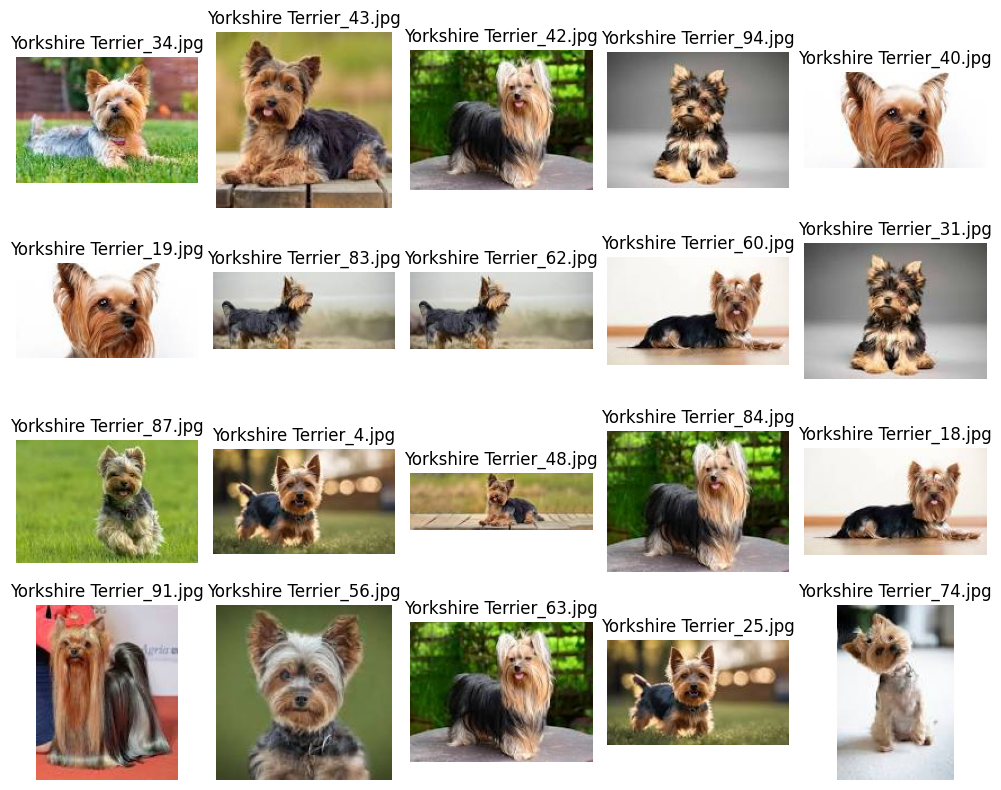 Yorkshire Terrier_34.jpg
Yorkshire Terrier_43.jpg
Yorkshire Terrier_42.jpg
Yorkshire Terrier_94.jpg
Yorkshire Terrier_40.jpg
Yorkshire Terrier_19.jpg
Yorkshire Terrier_83.jpg
Yorkshire Terrier_62.jpg
Yorkshire Terrier_60.jpg
Yorkshire Terrier_31.jpg
Yorkshire Terrier_87.jpg
Yorkshire Terrier_4.jpg
Yorkshire Terrier_48.jpg
Yorkshire Terrier_84.jpg
Yorkshire Terrier_18.jpg
Yorkshire Terrier_91.jpg
Yorkshire Terrier_56.jpg
Yorkshire Terrier_63.jpg
Yorkshire Terrier_25.jpg
Yorkshire Terrier_74.jpg
Agria